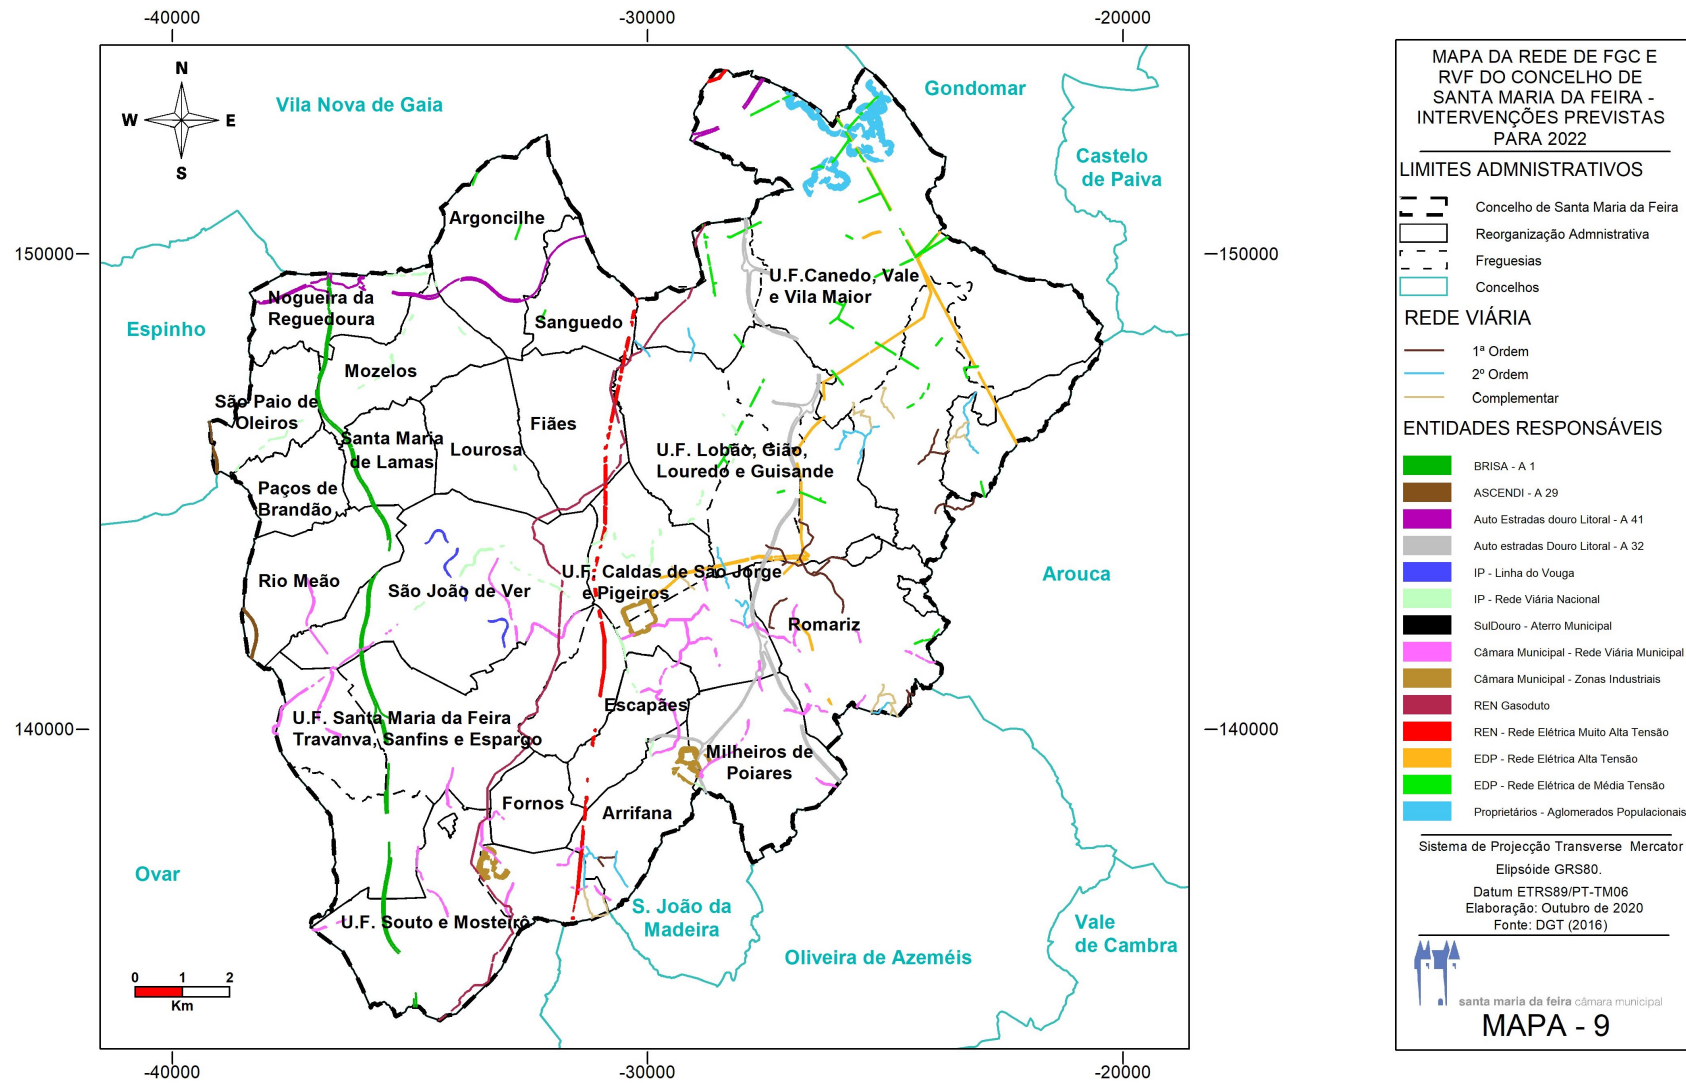 -40000
-30000
-20000
N
W
E
S
Vila Nova de Gaia
Gondomar
Castelo
de Paiva
Argoncilhe
150000
150000
Nogueira da
Reguedoura
Espinho
Sanguedo
U.F.Canedo, Vale
e Vila Maior
Mozelos
São Paio de
Oleiros
Santa Maria
de Lamas
Lourosa
Fiães
U.F. Lobão, Gião,
Louredo e Guisande
Paços de
Brandão
Rio Meão
São João de Ver
U.F. Caldas de São Jorge
e Pigeiros
Arouca
Romariz
Escapães
U.F. Santa Maria da Feira
Travanva, Sanfins e Espargo
140000
140000
Milheiros de
Poiares
Fornos
Arrifana
Ovar
U.F. Souto e Mosteirô
S. João da
Madeira
Oliveira de Azeméis
Vale
de Cambra
0 1 2
Km
-40000
-30000
-20000
MAPA DA REDE DE FGC E
RVF DO CONCELHO DE
SANTA MARIA DA FEIRA -
INTERVENÇÕES PREVISTAS
PARA 2022
LIMITES ADMNISTRATIVOS
Concelho de Santa Maria da Feira
Reorganização Admnistrativa
Freguesias
Concelhos
REDE VIÁRIA
1ª Ordem
2º Ordem
Complementar
ENTIDADES RESPONSÁVEIS
BRISA - A 1
ASCENDI - A 29
Auto Estradas douro Litoral - A 41
Auto estradas Douro Litoral - A 32
IP - Linha do Vouga
IP - Rede Viária Nacional
SulDouro - Aterro Municipal
Câmara Municipal - Rede Viária Municipal
Câmara Municipal - Zonas Industriais
REN Gasoduto
REN - Rede Elétrica Muito Alta Tensão
EDP - Rede Elétrica Alta Tensão
EDP - Rede Elétrica de Média Tensão
Proprietários - Aglomerados Populacionais
Sistema de Projecção Transverse Mercator
Elipsóide GRS80.
Datum ETRS89/PT-TM06
Elaboração: Outubro de 2020
Fonte: DGT (2016)
santa maria da feira câmara municipal
MAPA - 9